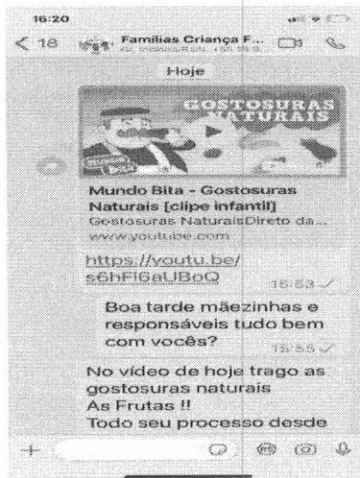 16:20
< 18 Famílias Criança F...
Hoje
GOSTOSURAS
NATURAIS
Mundo
Bita
Mundo Bita - Gostosuras
Naturais [clipe infantil]
Gostosuras NaturaisDireto da...
www.youtube.com
https://youtu.be/
s6hFi6aUBoQ
15:53
Boa tarde mãezinhas e
responsáveis tudo bem
com vocês?
15:55
No vídeo de hoje trago as
gostosuras naturais
As Frutas !!
Todo seu processo desde